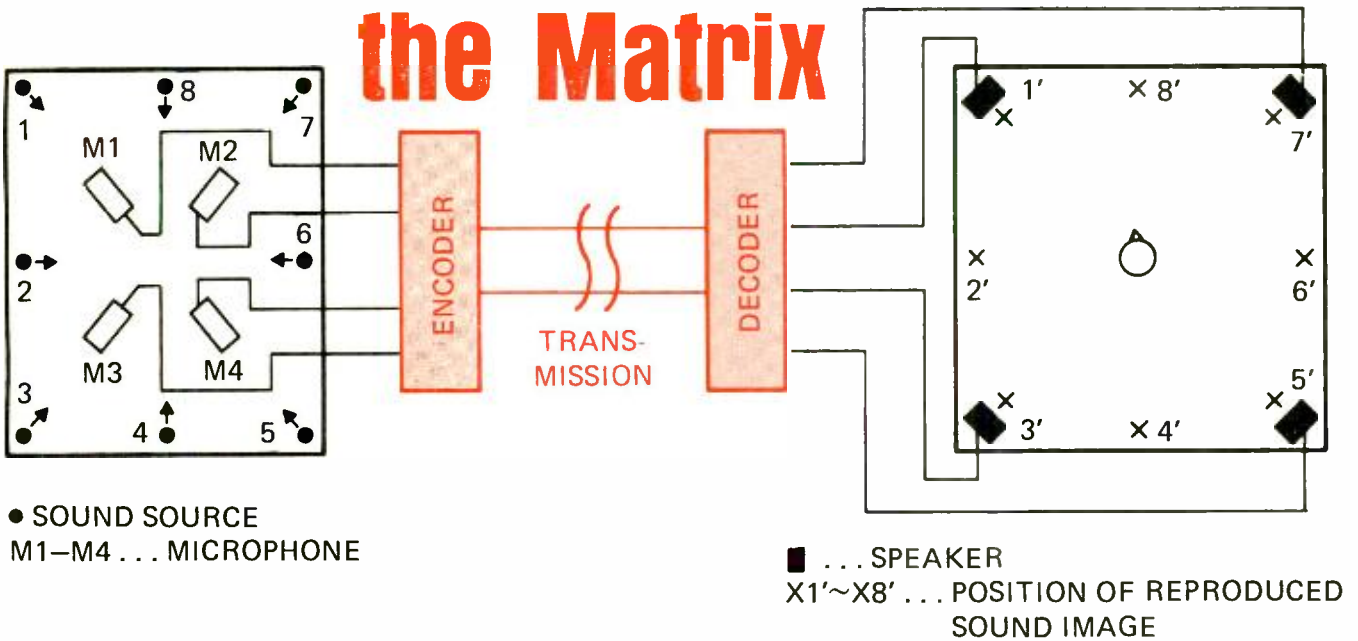 the Matrix
1
8
7
M1
M2
6
2
M3
M4
3
4
5
ENCODER
TRANS-
MISSION
DECODER
1′
8′
7′
2′
6′
5′
3′
4′
SOUND SOURCE
M1–M4 . . . MICROPHONE
. . . SPEAKER
X1′~X8′ . . . POSITION OF REPRODUCED
SOUND IMAGE